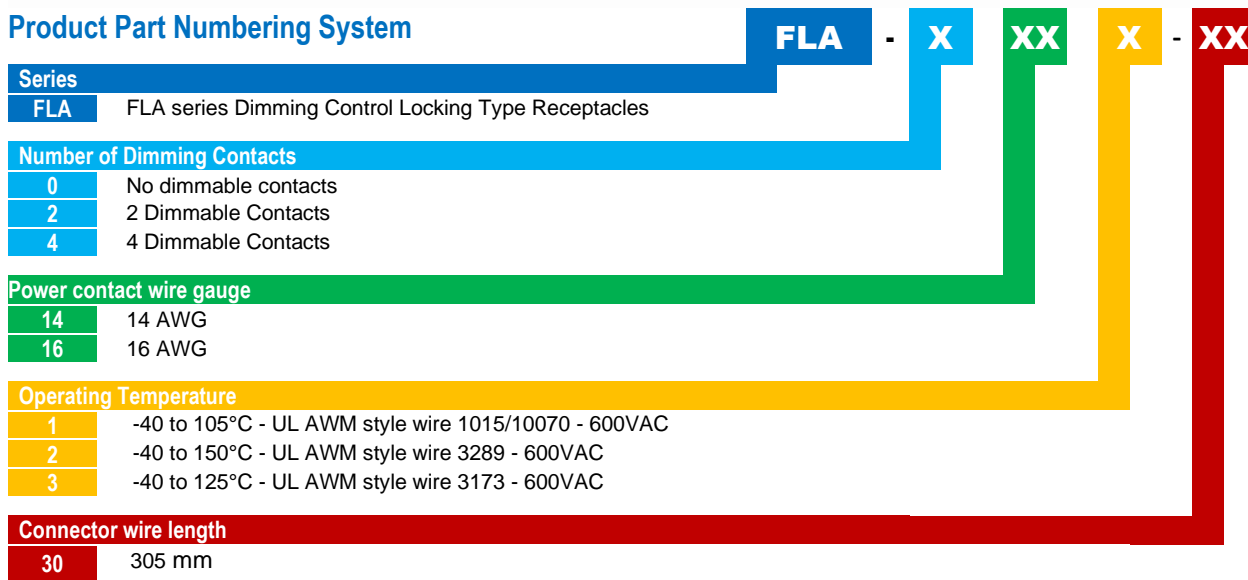 Product Part Numbering System FLA - X XX X - XX
Series
FLA FLA series Dimming Control Locking Type Receptacles
Number of Dimming Contacts
0 No dimmable contacts
2 2 Dimmable Contacts
4 4 Dimmable Contacts
Power contact wire gauge
14 14 AWG
16 16 AWG
Operating Temperature
1 -40 to 105°C - UL AWM style wire 1015/10070 - 600VAC
2 -40 to 150°C - UL AWM style wire 3289 - 600VAC
3 -40 to 125°C - UL AWM style wire 3173 - 600VAC
Connector wire length
30 305 mm